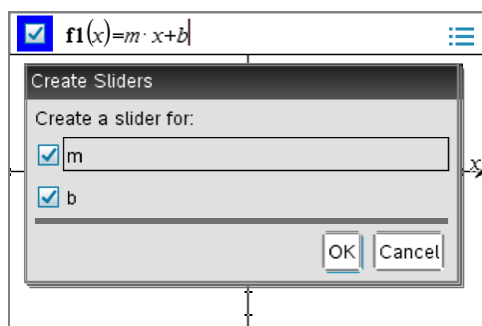 f1(x)=m·x+b
Create Sliders
Create a slider for:
m
x
b
OK Cancel